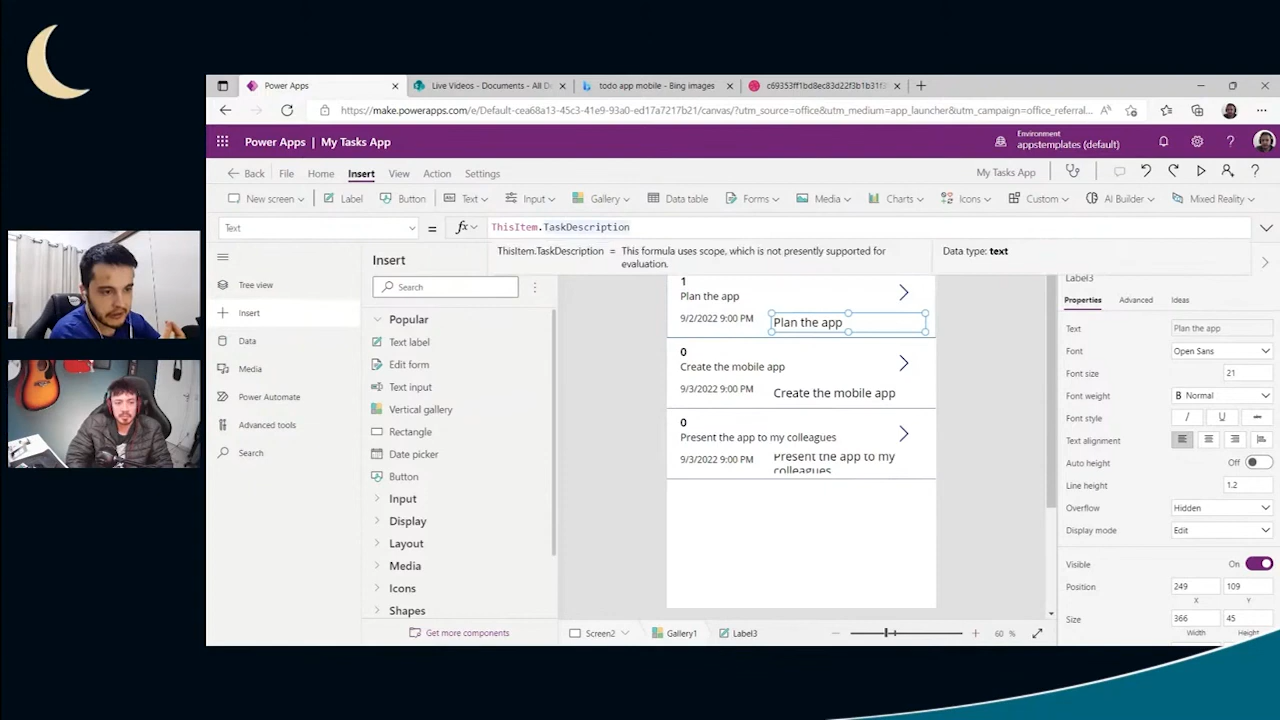 Power Apps
Live Videos - Documents - All D
todo app mobile - Bing images
c69353ff1bd8ec83d22f3b1b31f
https://make.powerapps.com/e/Default-cea68a13-45c3-41e9-93a0-ed17a7217b21/canvas/?utm_source=office&utm_medium=app_launcher&utm_campaign=office_referral...
Power Apps | My Tasks App
Environment
appstemplates (default)
Back File Home Insert View Action Settings
My Tasks App
New screen Label Button Text Input Gallery Data table Forms Media Charts Icons Custom AI Builder Mixed Reality
Text = fx ThisItem.TaskDescription
ThisItem.TaskDescription = This formula uses scope, which is not presently supported for evaluation.
Data type: text
Tree view
Insert
Data
Media
Power Automate
Advanced tools
Search
Insert
Search
Popular
Text label
Edit form
Text input
Vertical gallery
Rectangle
Date picker
Button
Input
Display
Layout
Media
Icons
Shapes
Get more components
1
Plan the app
9/2/2022 9:00 PM
Plan the app
0
Create the mobile app
9/3/2022 9:00 PM
Create the mobile app
0
Present the app to my colleagues
9/3/2022 9:00 PM
Present the app to my
colleagues
Screen2 Gallery1 Label3
60 %
Label3
Properties Advanced Ideas
Text Plan the app
Font Open Sans
Font size 21
Font weight B Normal
Font style / U
Text alignment
Auto height Off
Line height 1.2
Overflow Hidden
Display mode Edit
Visible On
Position 249 109
X Y
Size 366 45
Width Height